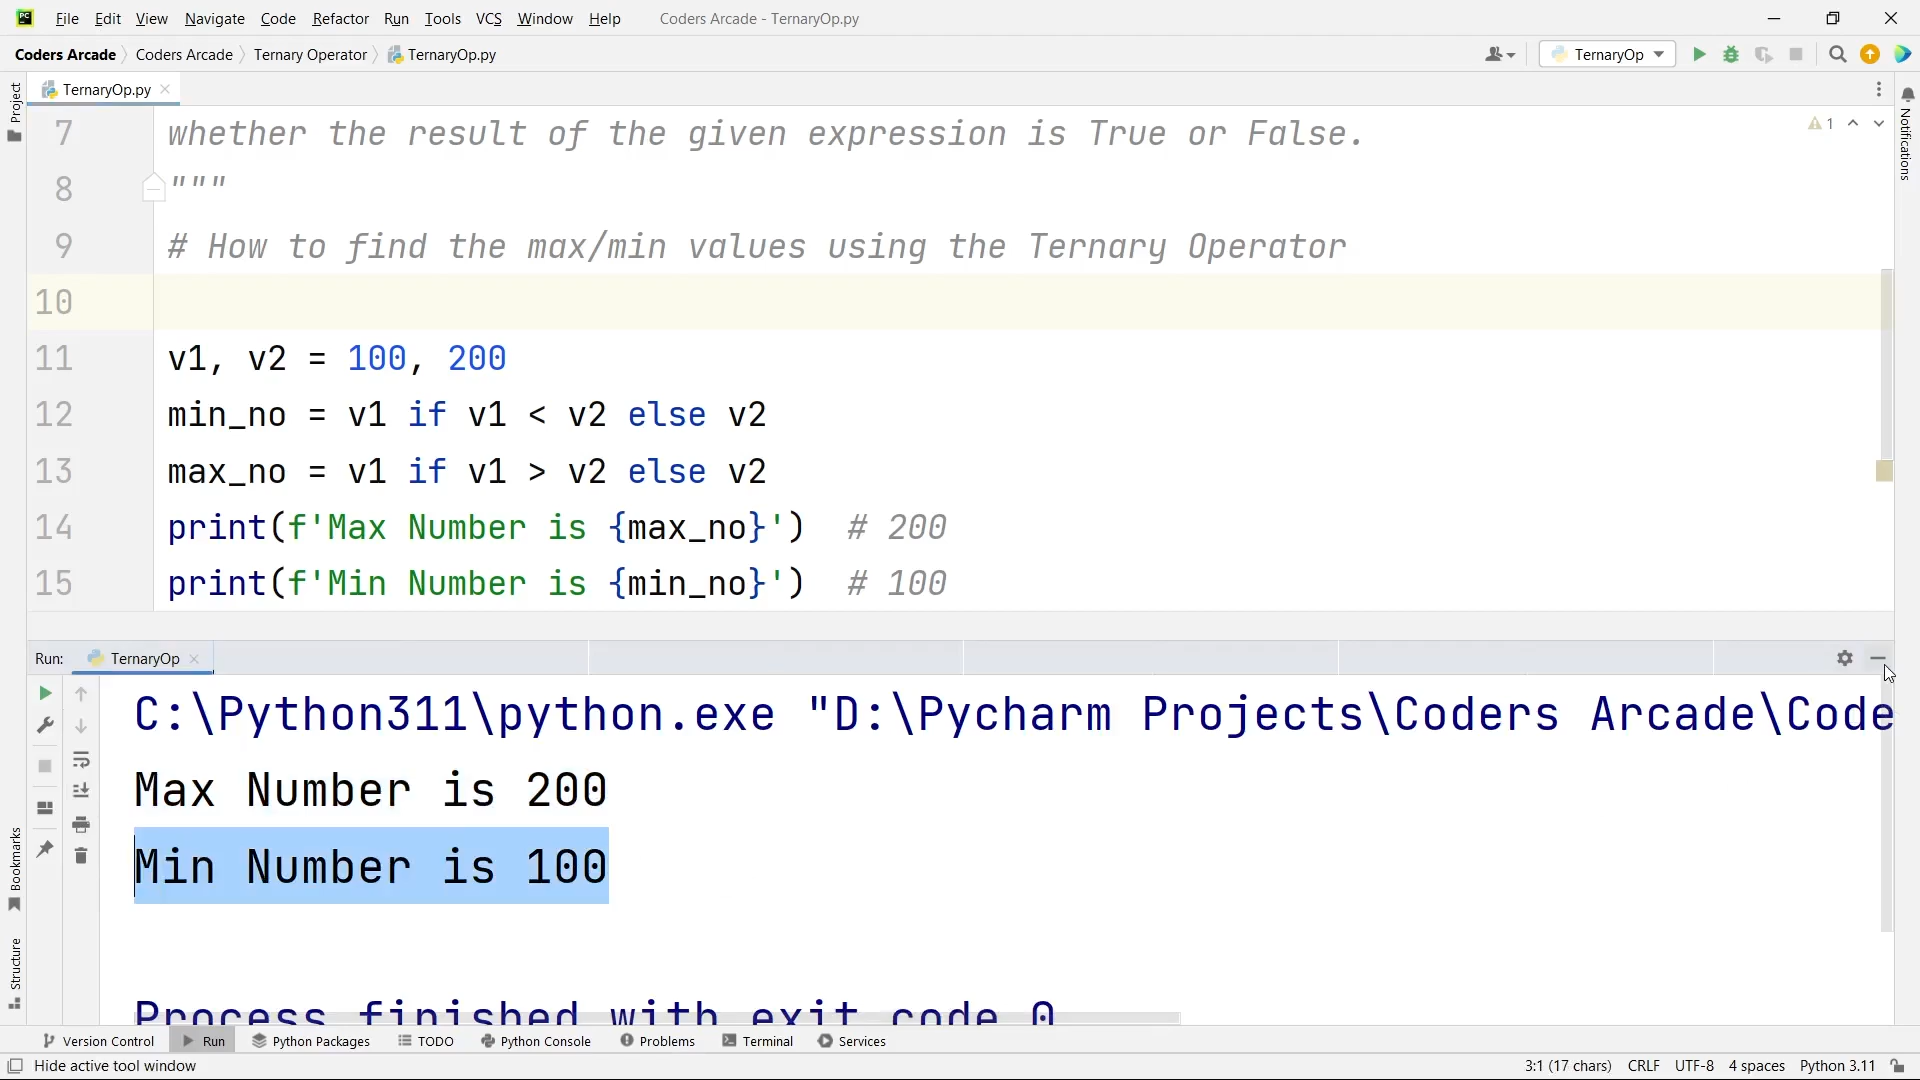 File Edit View Navigate Code Refactor Run Tools VCS Window Help Coders Arcade - TernaryOp.py
Coders Arcade Coders Arcade Ternary Operator TernaryOp.py TernaryOp
Project
TernaryOp.py
Notifications
1
7 whether the result of the given expression is True or False.
8 """
9 # How to find the max/min values using the Ternary Operator
10
11 v1, v2 = 100, 200
12 min_no = v1 if v1 < v2 else v2
13 max_no = v1 if v1 > v2 else v2
14 print(f'Max Number is {max_no}') # 200
15 print(f'Min Number is {min_no}') # 100
Run: TernaryOp
C:\Python311\python.exe "D:\Pycharm Projects\Coders Arcade\Code
Max Number is 200
Min Number is 100
Process finished with exit code 0
Bookmarks
Structure
Version Control Run Python Packages TODO Python Console Problems Terminal Services
Hide active tool window 3:1 (17 chars) CRLF UTF-8 4 spaces Python 3.11